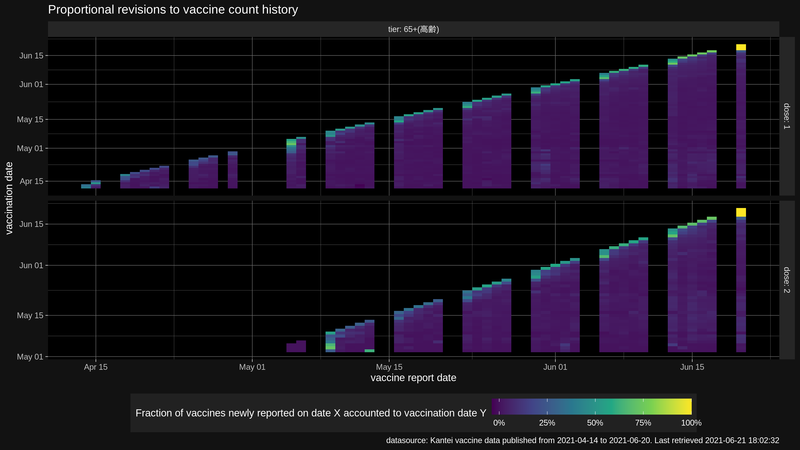 Proportional revisions to vaccine count history
tier: 65+(高齢)
Jun 15
Jun 01
May 15
May 01
Apr 15
dose: 1
vaccination date
Jun 15
Jun 01
May 15
May 01
dose: 2
Apr 15 May 01 May 15 Jun 01 Jun 15
vaccine report date
Fraction of vaccines newly reported on date X accounted to vaccination date Y
0% 25% 50% 75% 100%
datasource: Kantei vaccine data published from 2021-04-14 to 2021-06-20. Last retrieved 2021-06-21 18:02:32